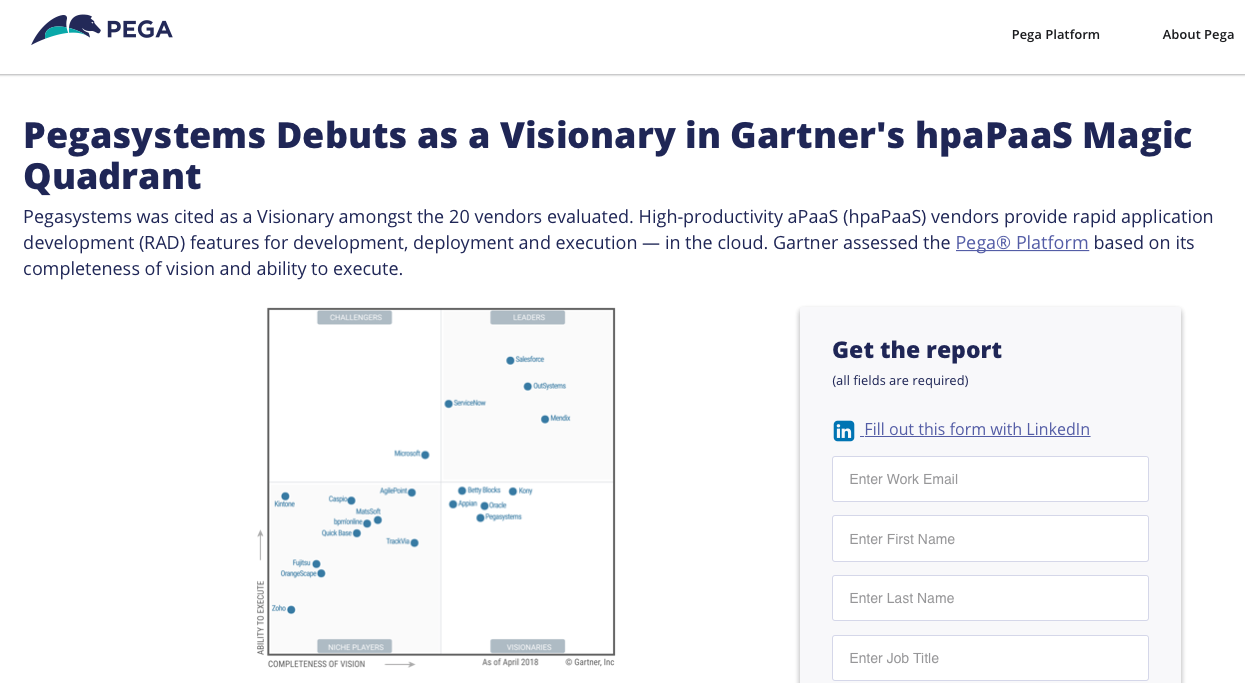 PEGA
Pega Platform
About Pega
Pegasystems Debuts as a Visionary in Gartner's hpaPaaS Magic
Quadrant
Pegasystems was cited as a Visionary amongst the 20 vendors evaluated. High-productivity aPaaS (hpaPaaS) vendors provide rapid application
development (RAD) features for development, deployment and execution — in the cloud. Gartner assessed the Pega® Platform based on its
completeness of vision and ability to execute.
CHALLENGERS
LEADERS
Salesforce
OutSystems
ServiceNow
Mendix
Microsoft
Kintone
Caspio
AgilePoint
MatsSoft
bpm'online
Quick Base
TrackVia
Fujitsu
OrangeScape
Zoho
Betty Blocks
Kony
Appian
Oracle
Pegasystems
ABILITY TO EXECUTE
NICHE PLAYERS
VISIONARIES
COMPLETENESS OF VISION
As of April 2018
© Gartner, Inc
Get the report
(all fields are required)
in Fill out this form with LinkedIn
Enter Work Email
Enter First Name
Enter Last Name
Enter Job Title